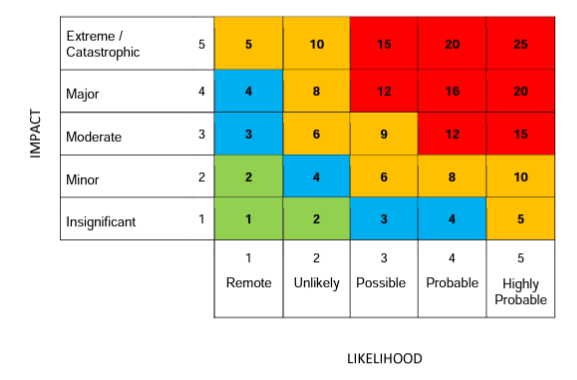 IMPACT
Extreme /
Catastrophic 5 5 10 15 20 25
Major 4 4 8 12 16 20
Moderate 3 3 6 9 12 15
Minor 2 2 4 6 8 10
Insignificant 1 1 2 3 4 5
1 2 3 4 5
Remote Unlikely Possible Probable Highly
Probable
LIKELIHOOD